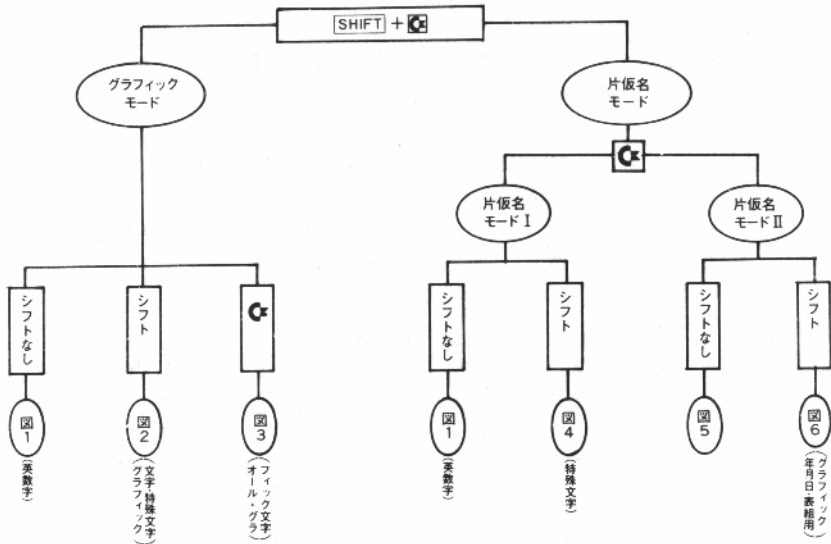 SHIFT +
グラフィック
モード
片仮名
モード
片仮名
モード I
片仮名
モード II
シフトなし
シフト
シフトなし
シフト
シフトなし
シフト
図1
(英数字)
図2
(文字・特殊文字
グラフィック)
図3
(オール・グラ
フィック文字)
図1
(英数字)
図4
(特殊文字)
図5
図6
(グラフィック
年月日・表組用)